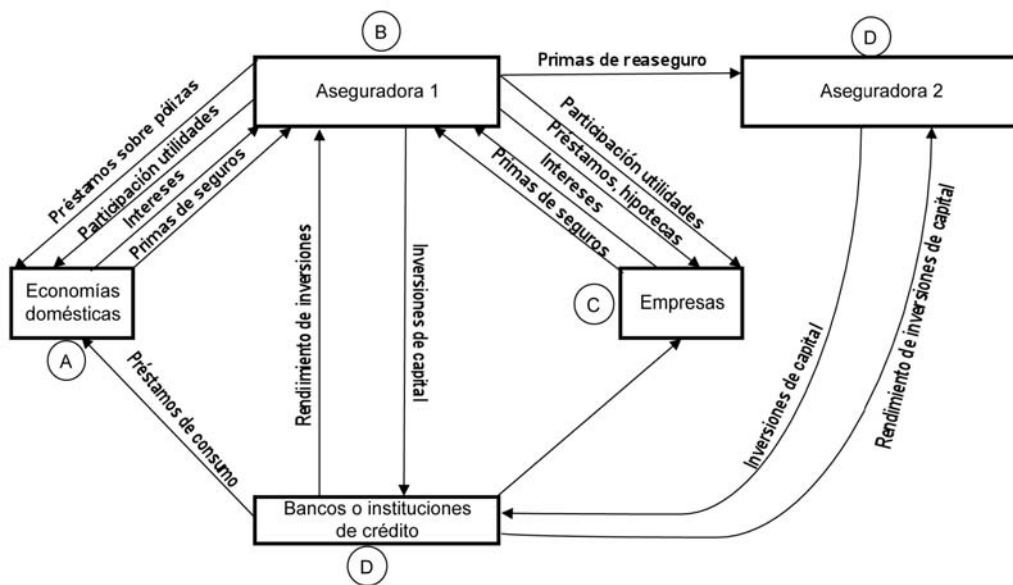 B
D
Primas de reaseguro
Aseguradora 1
Aseguradora 2
Préstamos sobre pólizas
Participación utilidades
Intereses
Primas de seguros
Participación utilidades
Préstamos, hipotecas
Intereses
Primas de seguros
Rendiimiento de inversiones
Inversiones de capital
Inversiones de capital
Rendimiento de inversiones de capital
Economías
domésticas
A
C
Empresas
Préstamos de consumo
Bancos o instituciones
de crédito
D